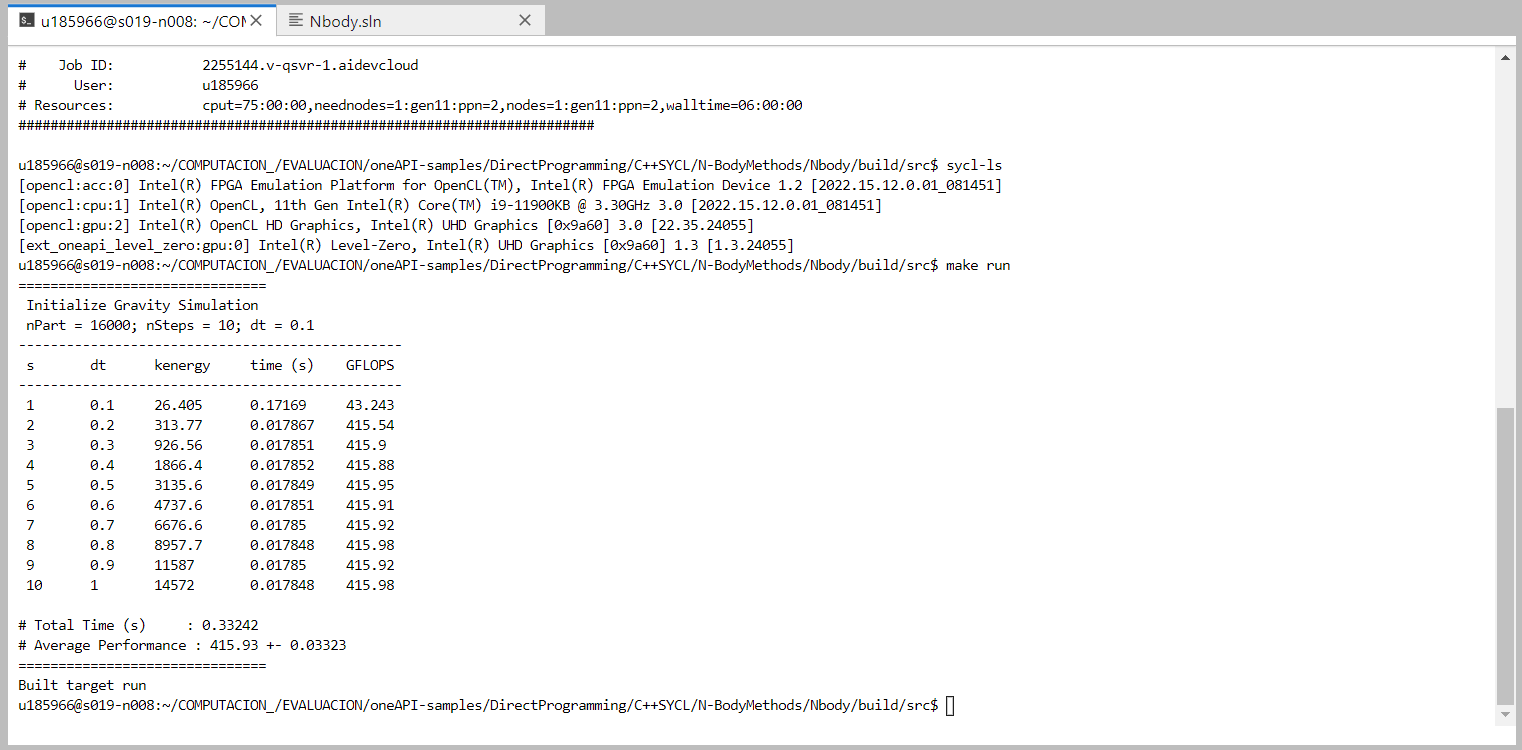 u185966@s019-n008: ~/COM
Nbody.sln
#    Job ID:           2255144.v-qsvr-1.aidevcloud
#      User:           u185966
# Resources:           cput=75:00:00,neednodes=1:gen11:ppn=2,nodes=1:gen11:ppn=2,walltime=06:00:00
########################################################################
u185966@s019-n008:~/COMPUTACION_/EVALUACION/oneAPI-samples/DirectProgramming/C++SYCL/N-BodyMethods/Nbody/build/src$ sycl-ls
[opencl:acc:0] Intel(R) FPGA Emulation Platform for OpenCL(TM), Intel(R) FPGA Emulation Device 1.2 [2022.15.12.0.01_081451]
[opencl:cpu:1] Intel(R) OpenCL, 11th Gen Intel(R) Core(TM) i9-11900KB @ 3.30GHz 3.0 [2022.15.12.0.01_081451]
[opencl:gpu:2] Intel(R) OpenCL HD Graphics, Intel(R) UHD Graphics [0x9a60] 3.0 [22.35.24055]
[ext_oneapi_level_zero:gpu:0] Intel(R) Level-Zero, Intel(R) UHD Graphics [0x9a60] 1.3 [1.3.24055]
u185966@s019-n008:~/COMPUTACION_/EVALUACION/oneAPI-samples/DirectProgramming/C++SYCL/N-BodyMethods/Nbody/build/src$ make run
===============================
 Initialize Gravity Simulation
 nPart = 16000; nSteps = 10; dt = 0.1
------------------------------------------------
 s       dt      kenergy     time (s)    GFLOPS
------------------------------------------------
 1       0.1     26.405      0.17169     43.243
 2       0.2     313.77      0.017867    415.54
 3       0.3     926.56      0.017851    415.9
 4       0.4     1866.4      0.017852    415.88
 5       0.5     3135.6      0.017849    415.95
 6       0.6     4737.6      0.017851    415.91
 7       0.7     6676.6      0.01785     415.92
 8       0.8     8957.7      0.017848    415.98
 9       0.9     11587       0.01785     415.92
 10      1       14572       0.017848    415.98
# Total Time (s)     : 0.33242
# Average Performance : 415.93 +- 0.03323
===============================
Built target run
u185966@s019-n008:~/COMPUTACION_/EVALUACION/oneAPI-samples/DirectProgramming/C++SYCL/N-BodyMethods/Nbody/build/src$